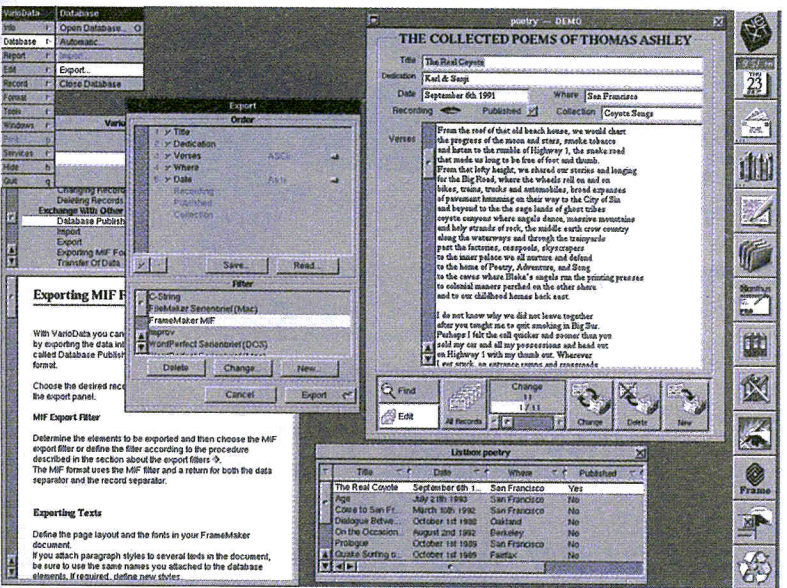 VarioData
Info
Database
Report
Edit
Record
Format
Tools
Windows
Services
Hide h
Quit q
Database
Open Database... O
Automatic...
Import...
Export...
Close Database
Changing Records
Deleting Records
Exchange With Other
Database Publish
Import
Export
Exporting MIF Fo
Transfer Of Data
Export
Order
1 Title
2 Dedication
3 Verses ASCII
4 Where
5 Date
Recording
Published
Collection
Save...
Read...
Filter
C-String
FileMaker Serienbrief (Mac)
FrameMaker MIF
Improv
WordPerfect Serienbrief (DOS)
Delete
Change...
New...
Cancel
Export
Exporting MIF F
With VarioData you can
by exporting the data int
called Database Publish
format.
Choose the desired reco
the export panel.
MIF Export Filter
Determine the elements to be exported and then choose the MIF
export filter or define the filter according to the procedure
described in the section about the export filters
The MIF format uses the MIF filter and a return for both the data
separator and the record separator.
Exporting Texts
Define the page layout and the fonts in your FrameMaker
document.
If you attach paragraph styles to several texts in the document,
be sure to use the same names you attached to the database
elements. If required, define new styles.
poetry — DEMO
THE COLLECTED POEMS OF THOMAS ASHLEY
Title The Real Coyote
Dedication Karl & Sanji
Date September 6th 1991 Where San Francisco
Recording Published Collection Coyote Songs
Verses
From the roof of that old beach house, we would chart
the progress of the moon and stars, smoke tobacco
and listen to the rumble of Highway 1, the snake road
that made us long to be free of foot and thumb.
From that lofty height, we shared our stories and longing
for the Big Road, where the wheels roll on and on
bikes, trains, trucks and automobiles, broad expanses
of pavement humming on their way to the City of Sin
and beyond to the the sage lands of ghost tribes
coyote canyons where angels dance, massive mountains
and holy strands of rock, the middle earth crow country
along the waterways and through the trainyards
past the factories, cesspools, skyscrapers
to the inner palace we all nurture and defend
to the home of Poetry, Adventure, and Song
to the caves where Blake's angels run the printing presses
to colonial manors perched on the other shore
and to our childhood homes back east.
I do not know why we did not leave together
after you taught me to quit smoking in Big Sur.
Perhaps I felt the call quicker and sooner than you
sold my car and all my possessions and head out
on Highway 1 with my thumb out. Wherever
I got stuck, on entrance ramps and crossroads
Find
Edit
All Records
Change
11
1 / 11
Change
Delete
New
Listbox poetry
Title Date Where Published
The Real Coyote September 6th 1... San Francisco Yes
Age July 21th 1993 San Francisco No
Come to San Fr... March 10th 1992 San Francisco No
Dialogue Betwe... October 1st 1988 Oakland No
On the Occasion... August 2nd 1992 Berkeley No
Prologue October 1st 1989 San Francisco No
Quake Surfing o... October 1st 1989 Fairfax No
THU
23
Frame